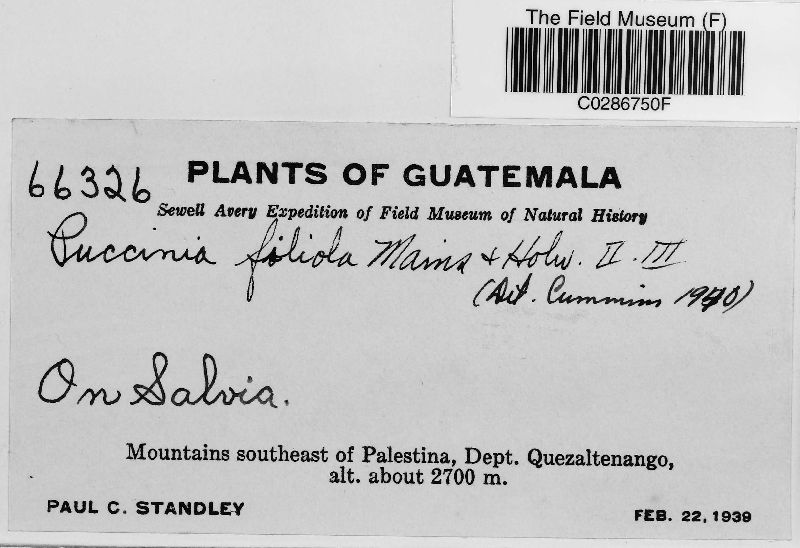 The Field Museum (F)
C0286750F
66326 PLANTS OF GUATEMALA
Sewell Avery Expedition of Field Museum of Natural History
Puccinia filiola Mains & Holw. II. III
(Det. Cummins 1940)
On Salvia.
Mountains southeast of Palestina, Dept. Quezaltenango,
alt. about 2700 m.
PAUL C. STANDLEY FEB. 22, 1939